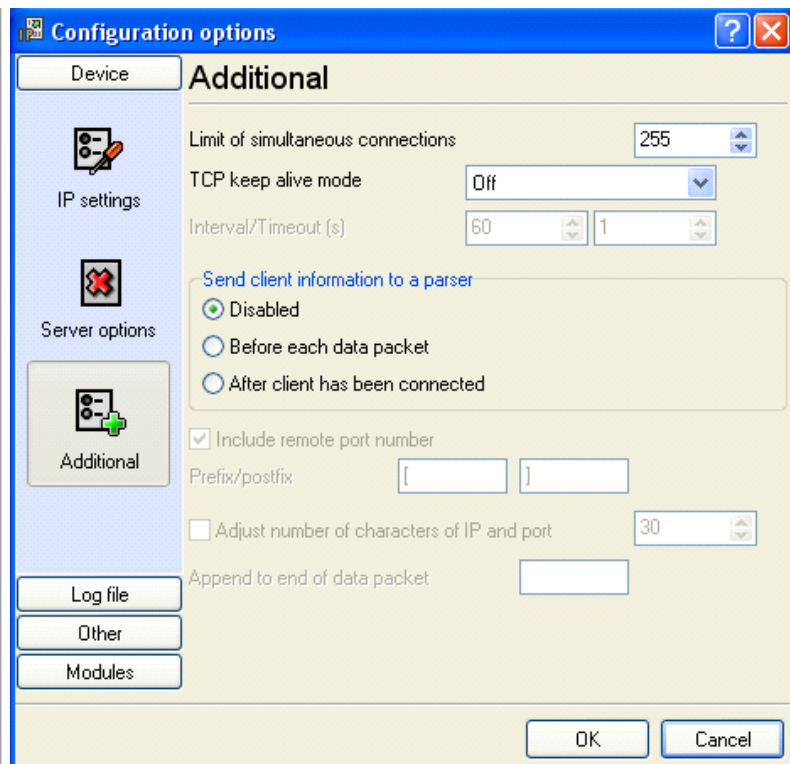 Configuration options
Device
Additional
IP settings
Server options
Additional
Log file
Other
Modules
Limit of simultaneous connections 255
TCP keep alive mode Off
Interval/Timeout (s) 60 1
Send client information to a parser
Disabled
Before each data packet
After client has been connected
Include remote port number
Prefix/postfix [ ]
Adjust number of characters of IP and port 30
Append to end of data packet
OK Cancel